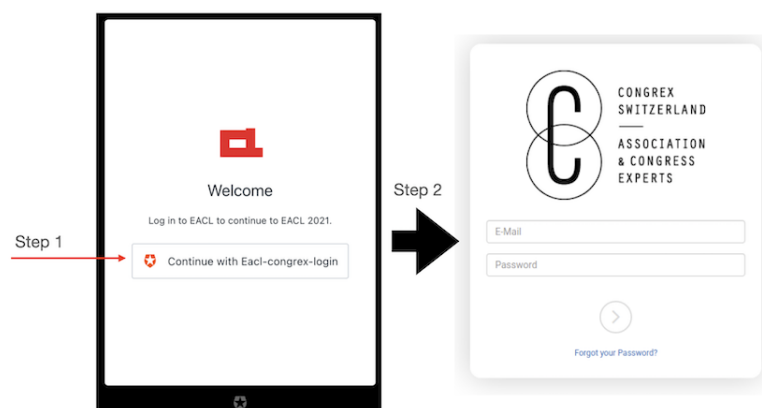 Step 1
Welcome
Log in to EACL to continue to EACL 2021.
Continue with Eacl-congrex-login
Step 2
CONGREX
SWITZERLAND
ASSOCIATION
& CONGRESS
EXPERTS
E-Mail
Password
Forgot your Password?